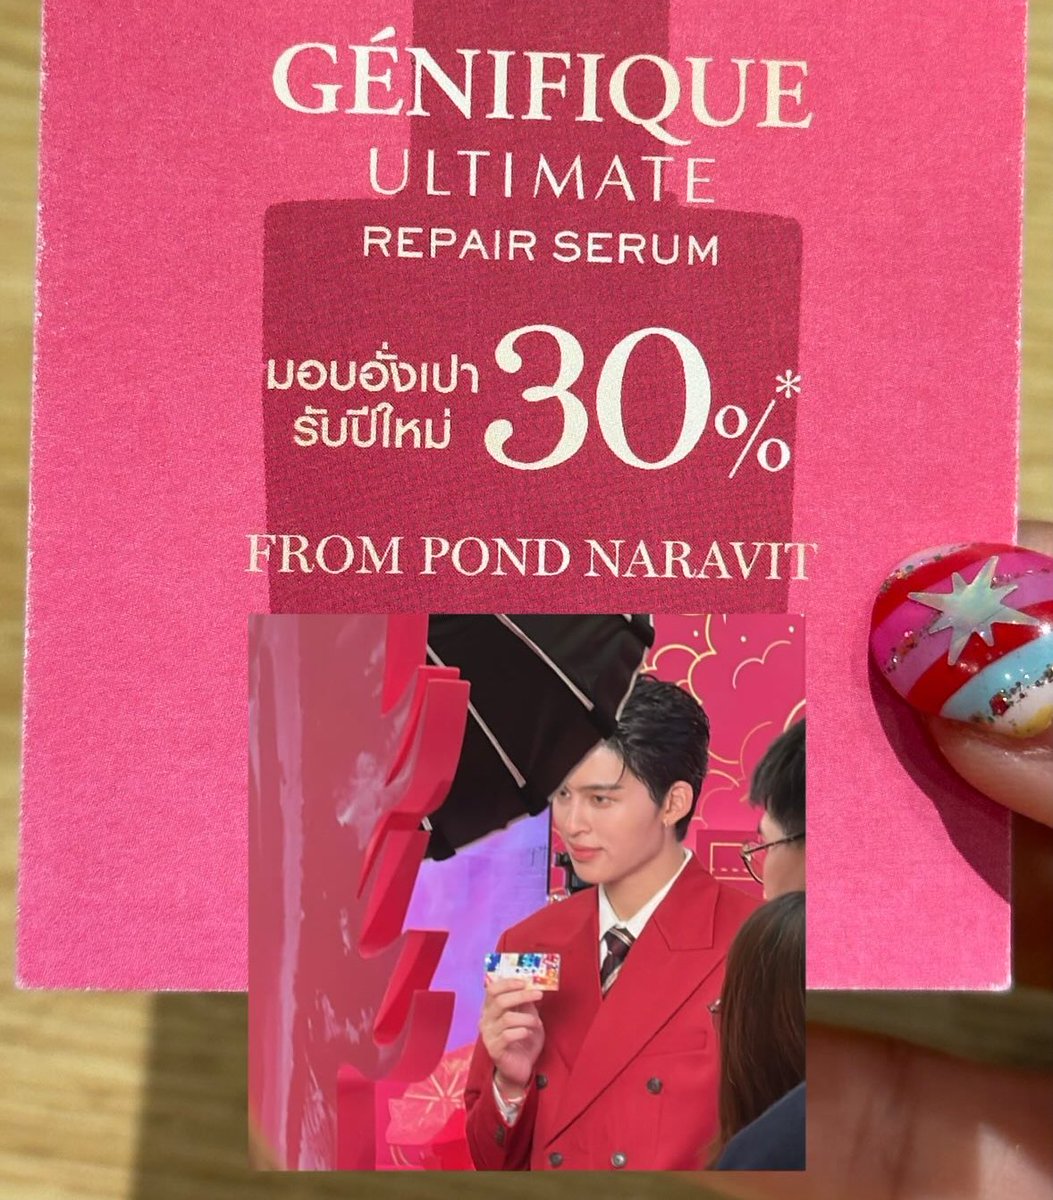 GÉNIFIQUE
ULTIMATE
REPAIR SERUM
มอบอั่งเปา
รับปีใหม่
30%*
FROM POND NARAVIT